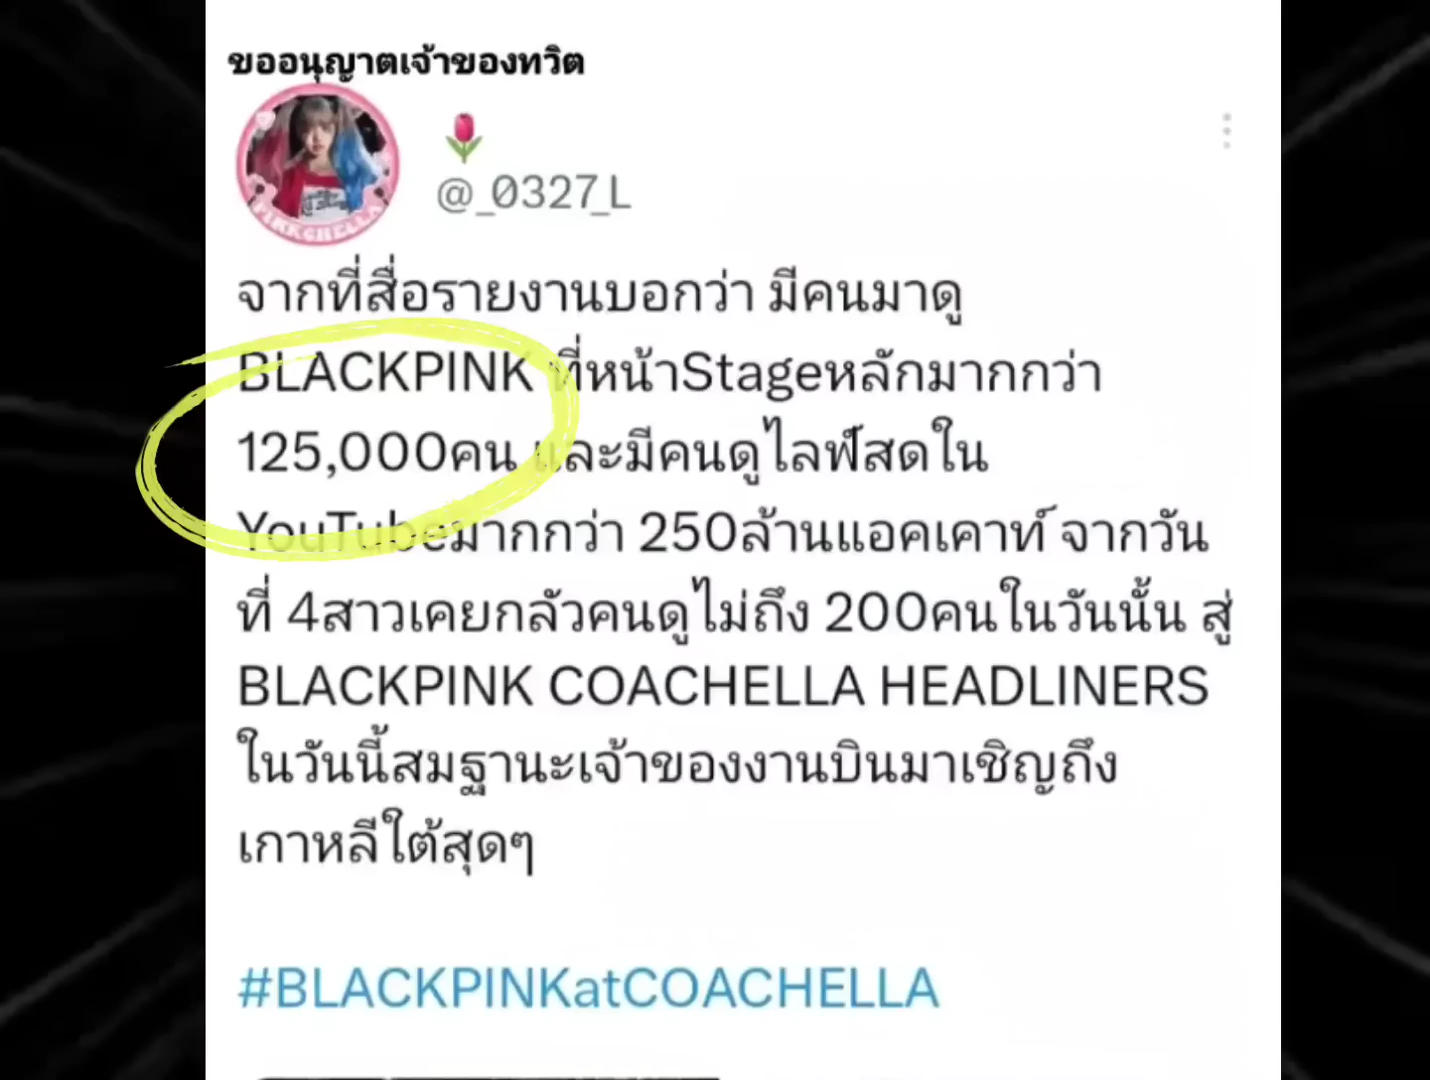 ขออนุญาตเจ้าของทวิต
@_0327_L
PINKCHELLA
จากที่สื่อรายงานบอกว่า มีคนมาดู
BLACKPINK ที่หน้าStageหลักมากกว่า
125,000คน และมีคนดูไลฟ์สดใน
YouTubeมากกว่า 250ล้านแอคเคาท์ จากวัน
ที่ 4สาวเคยกลัวคนดูไม่ถึง 200คนในวันนั้น สู่
BLACKPINK COACHELLA HEADLINERS
ในวันนี้สมฐานะเจ้าของงานบินมาเชิญถึง
เกาหลีใต้สุดๆ
#BLACKPINKatCOACHELLA